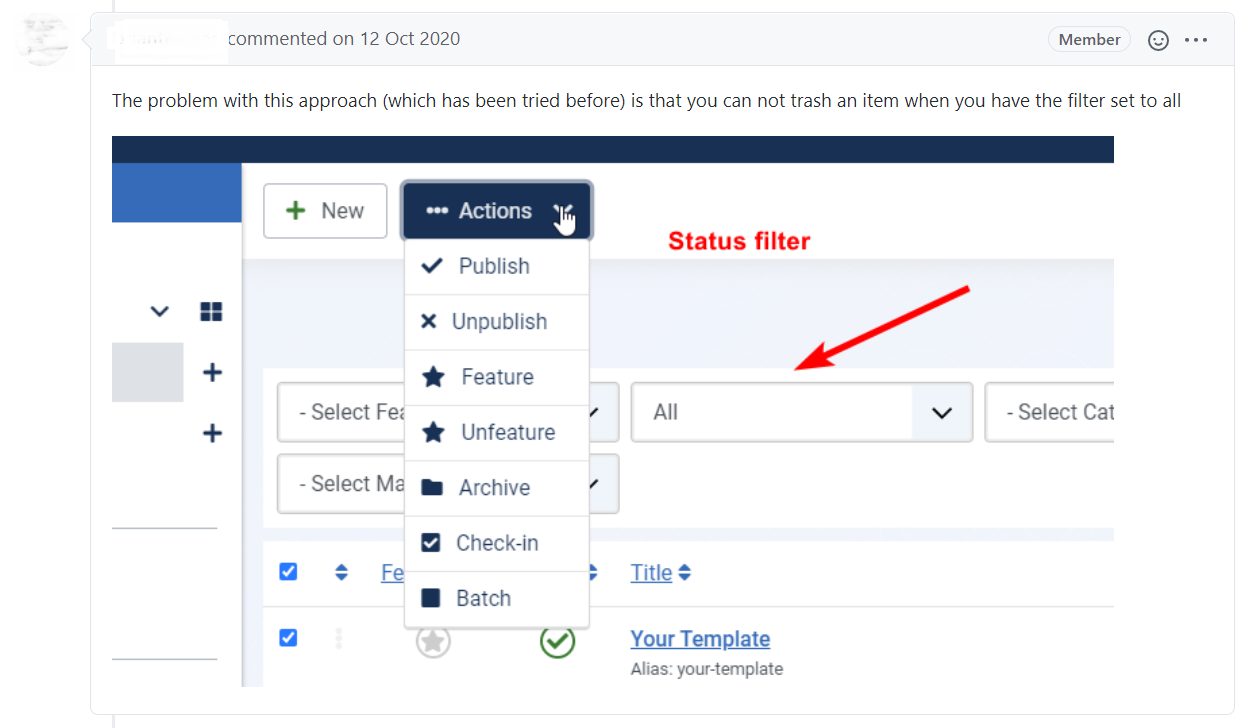 commented on 12 Oct 2020
Member
The problem with this approach (which has been tried before) is that you can not trash an item when you have the filter set to all
New
Actions
Status filter
Publish
Unpublish
Feature
Unfeature
Archive
Check-in
Batch
- Select Fea
All
- Select Cat
- Select Ma
Fe
Title
Your Template
Alias: your-template